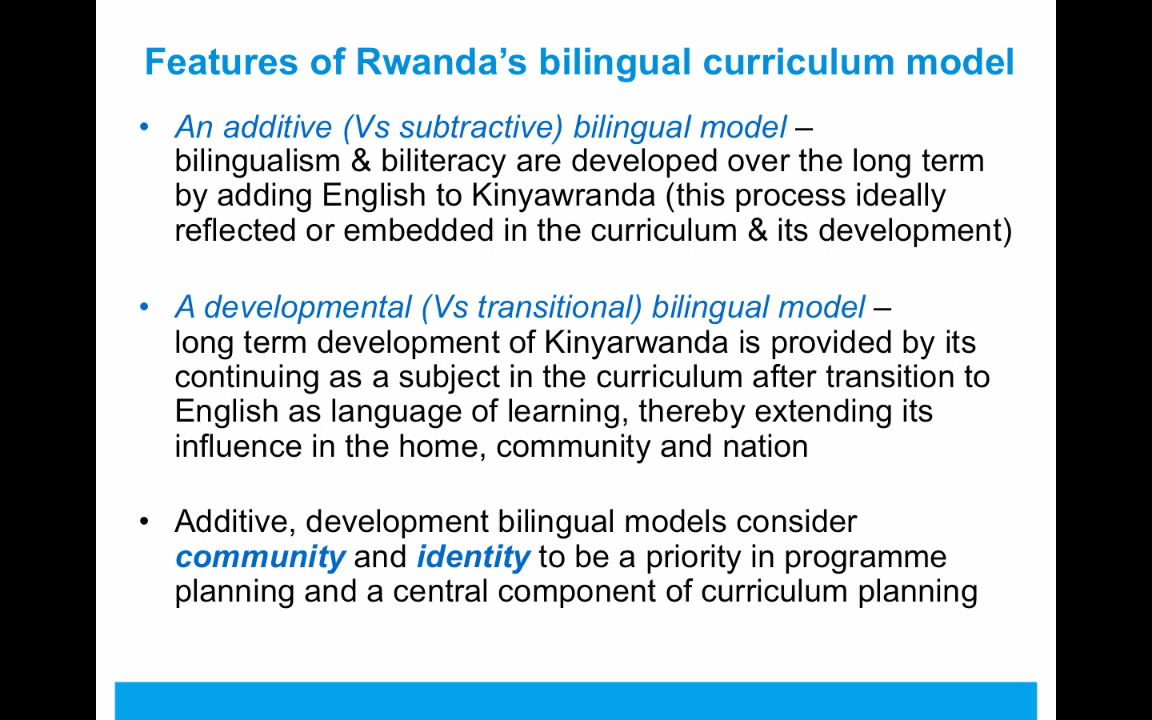 Features of Rwanda’s bilingual curriculum model
• An additive (Vs subtractive) bilingual model –
bilingualism & biliteracy are developed over the long term
by adding English to Kinyawranda (this process ideally
reflected or embedded in the curriculum & its development)
• A developmental (Vs transitional) bilingual model –
long term development of Kinyarwanda is provided by its
continuing as a subject in the curriculum after transition to
English as language of learning, thereby extending its
influence in the home, community and nation
• Additive, development bilingual models consider
community and identity to be a priority in programme
planning and a central component of curriculum planning